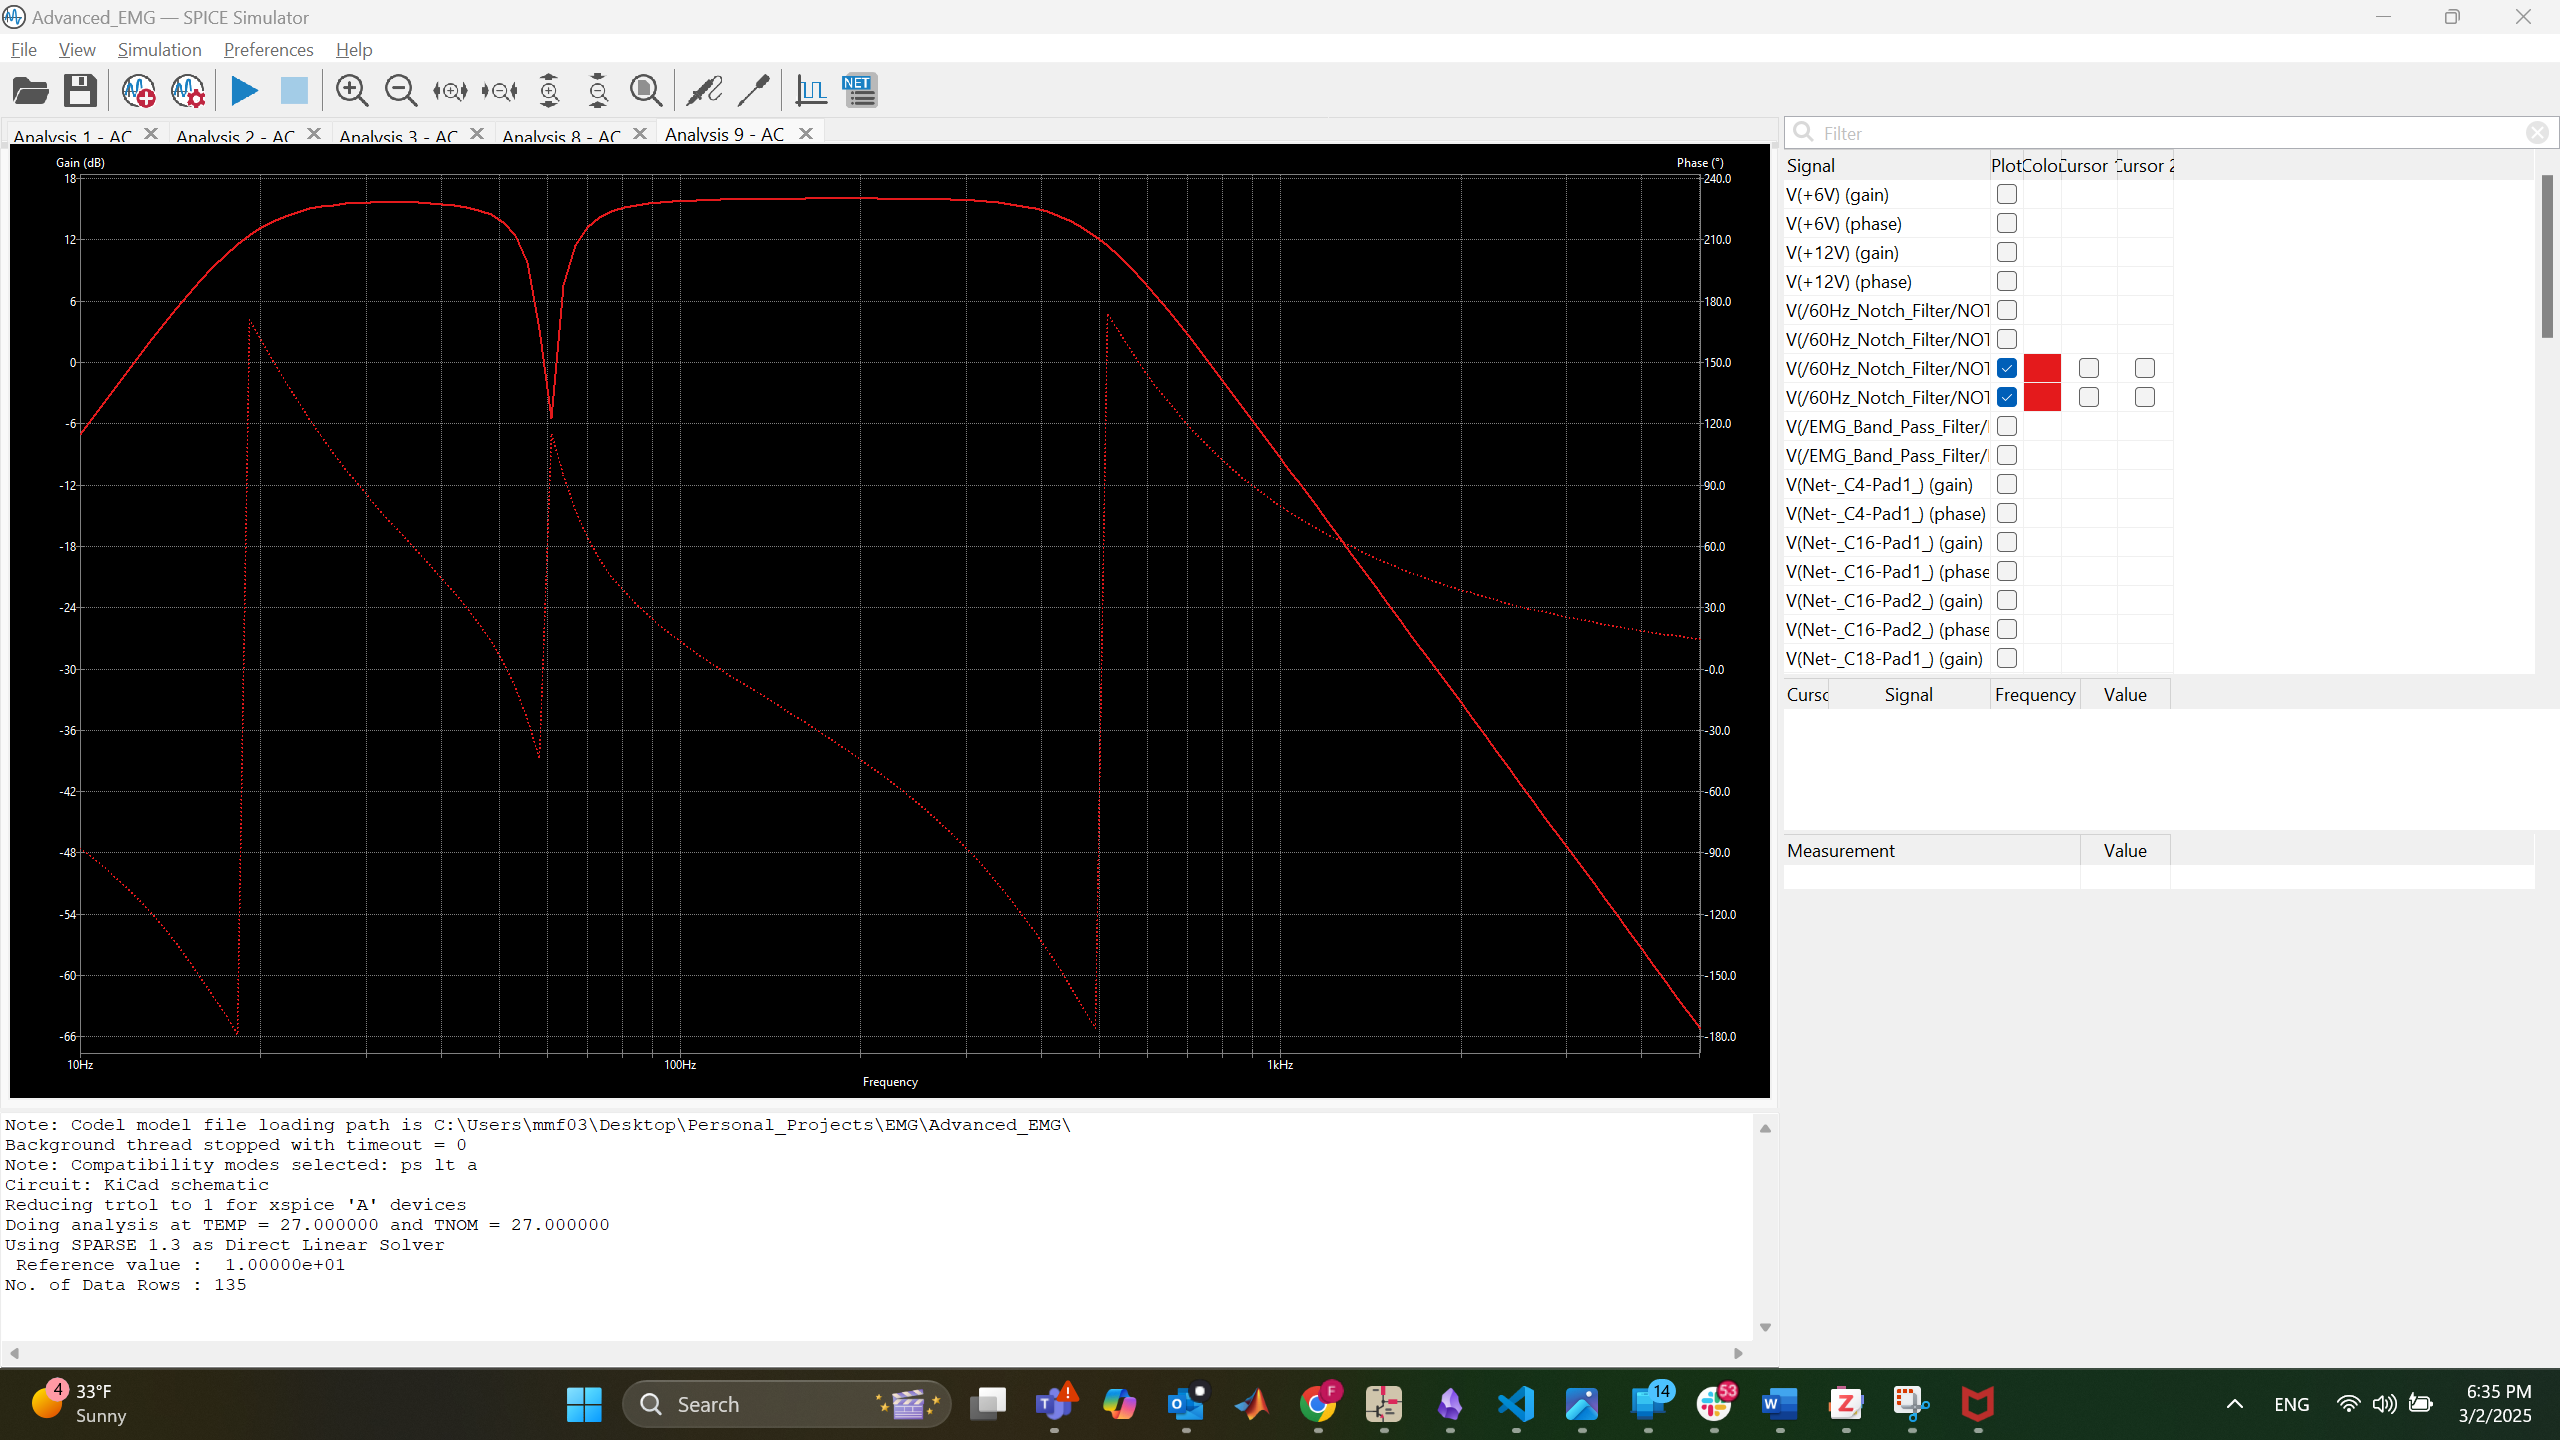 Advanced_EMG — SPICE Simulator
File View Simulation Preferences Help
NET
Analysis 1 - AC Analysis 2 - AC Analysis 3 - AC Analysis 8 - AC Analysis 9 - AC
Gain (dB) Phase (°)
18 240.0
12 210.0
6 180.0
0 150.0
-6 120.0
-12 90.0
-18 60.0
-24 30.0
-30 -0.0
-36 -30.0
-42 -60.0
-48 -90.0
-54 -120.0
-60 -150.0
-66 -180.0
10Hz 100Hz 1kHz
Frequency
Filter
Signal Plot Colo Cursor Cursor 2
V(+6V) (gain)
V(+6V) (phase)
V(+12V) (gain)
V(+12V) (phase)
V(/60Hz_Notch_Filter/NOT
V(/60Hz_Notch_Filter/NOT
V(/60Hz_Notch_Filter/NOT
V(/60Hz_Notch_Filter/NOT
V(/EMG_Band_Pass_Filter/
V(/EMG_Band_Pass_Filter/
V(Net-_C4-Pad1_) (gain)
V(Net-_C4-Pad1_) (phase)
V(Net-_C16-Pad1_) (gain)
V(Net-_C16-Pad1_) (phase
V(Net-_C16-Pad2_) (gain)
V(Net-_C16-Pad2_) (phase
V(Net-_C18-Pad1_) (gain)
Curso Signal Frequency Value
Measurement Value
Note: Codel model file loading path is C:\Users\mmf03\Desktop\Personal_Projects\EMG\Advanced_EMG\
Background thread stopped with timeout = 0
Note: Compatibility modes selected: ps lt a
Circuit: KiCad schematic
Reducing trtol to 1 for xspice 'A' devices
Doing analysis at TEMP = 27.000000 and TNOM = 27.000000
Using SPARSE 1.3 as Direct Linear Solver
Reference value : 1.00000e+01
No. of Data Rows : 135
4
33°F
Sunny
Search
F
14
53
ENG
6:35 PM
3/2/2025